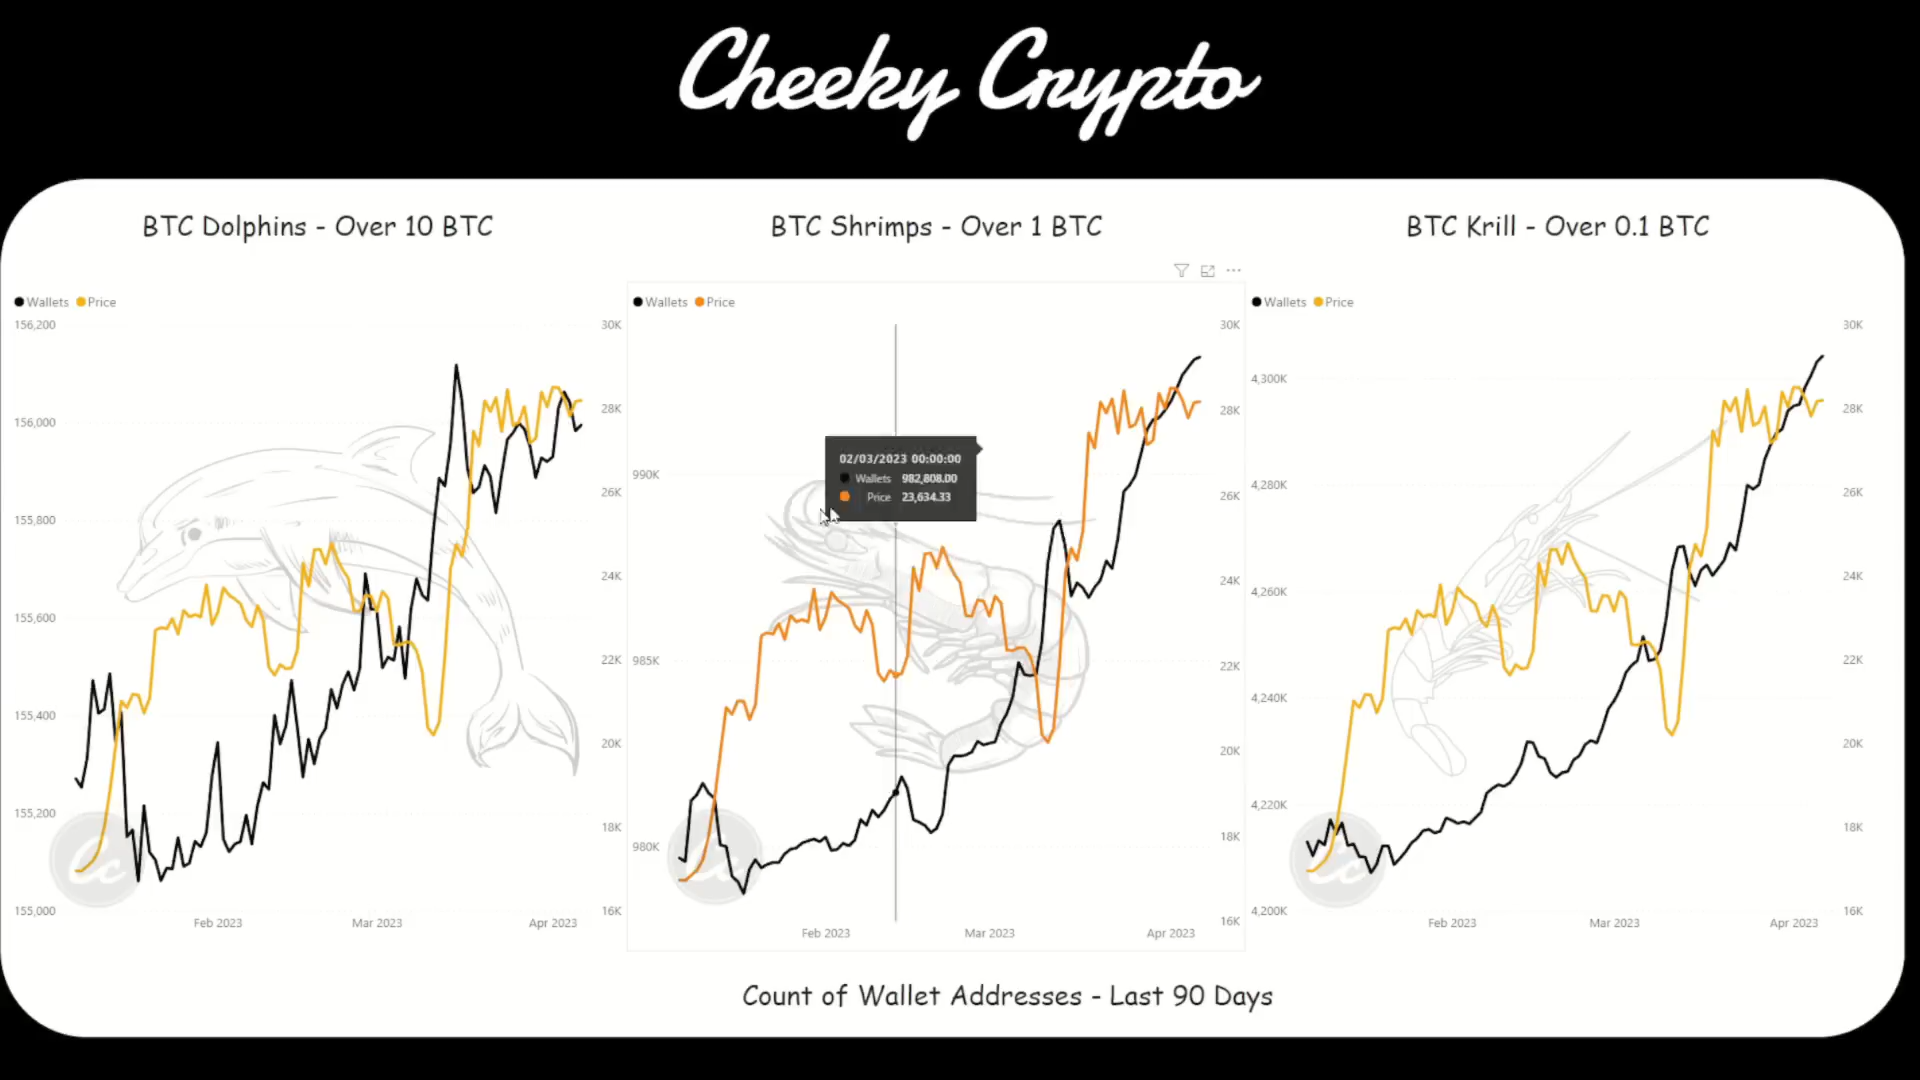 Cheeky Crypto
BTC Dolphins - Over 10 BTC
Wallets Price
156,200
156,000
155,800
155,600
155,400
155,200
155,000
30K
28K
26K
24K
22K
20K
18K
16K
Feb 2023 Mar 2023 Apr 2023
BTC Shrimps - Over 1 BTC
Wallets Price
990K
985K
980K
02/03/2023 00:00:00
Wallets 982,808.00
Price 23,634.33
30K
28K
26K
24K
22K
20K
18K
16K
Feb 2023 Mar 2023 Apr 2023
BTC Krill - Over 0.1 BTC
Wallets Price
4,300K
4,280K
4,260K
4,240K
4,220K
4,200K
30K
28K
26K
24K
22K
20K
18K
16K
Feb 2023 Mar 2023 Apr 2023
Cc
Cc
Cc
Count of Wallet Addresses - Last 90 Days